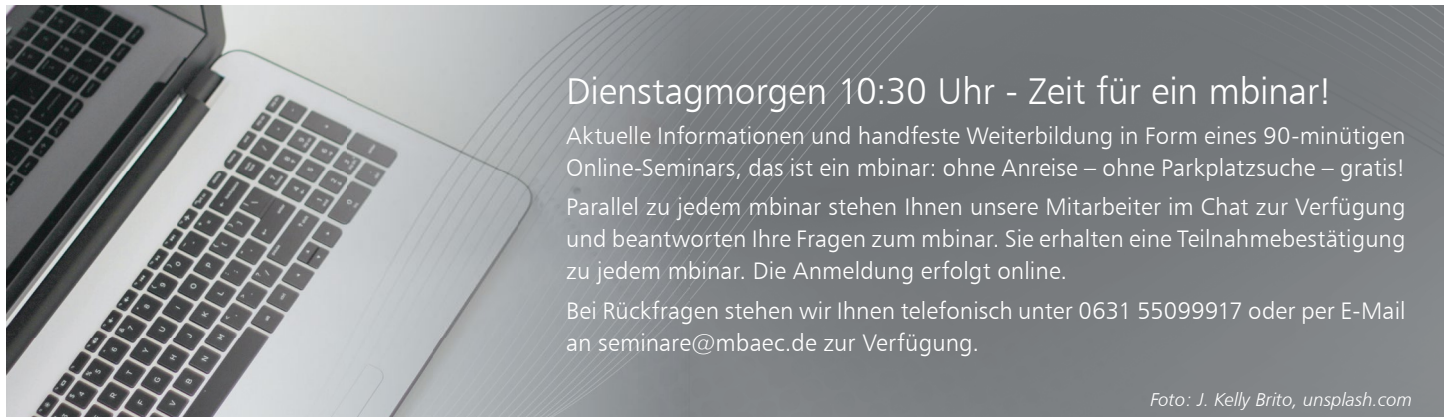 Dienstagmorgen 10:30 Uhr - Zeit für ein mbinar!
Aktuelle Informationen und handfeste Weiterbildung in Form eines 90-minütigen
Online-Seminars, das ist ein mbinar: ohne Anreise – ohne Parkplatzsuche – gratis!
Parallel zu jedem mbinar stehen Ihnen unsere Mitarbeiter im Chat zur Verfügung
und beantworten Ihre Fragen zum mbinar. Sie erhalten eine Teilnahmebestätigung
zu jedem mbinar. Die Anmeldung erfolgt online.
Bei Rückfragen stehen wir Ihnen telefonisch unter 0631 55099917 oder per E-Mail
an seminare@mbaec.de zur Verfügung.
Foto: J. Kelly Brito, unsplash.com